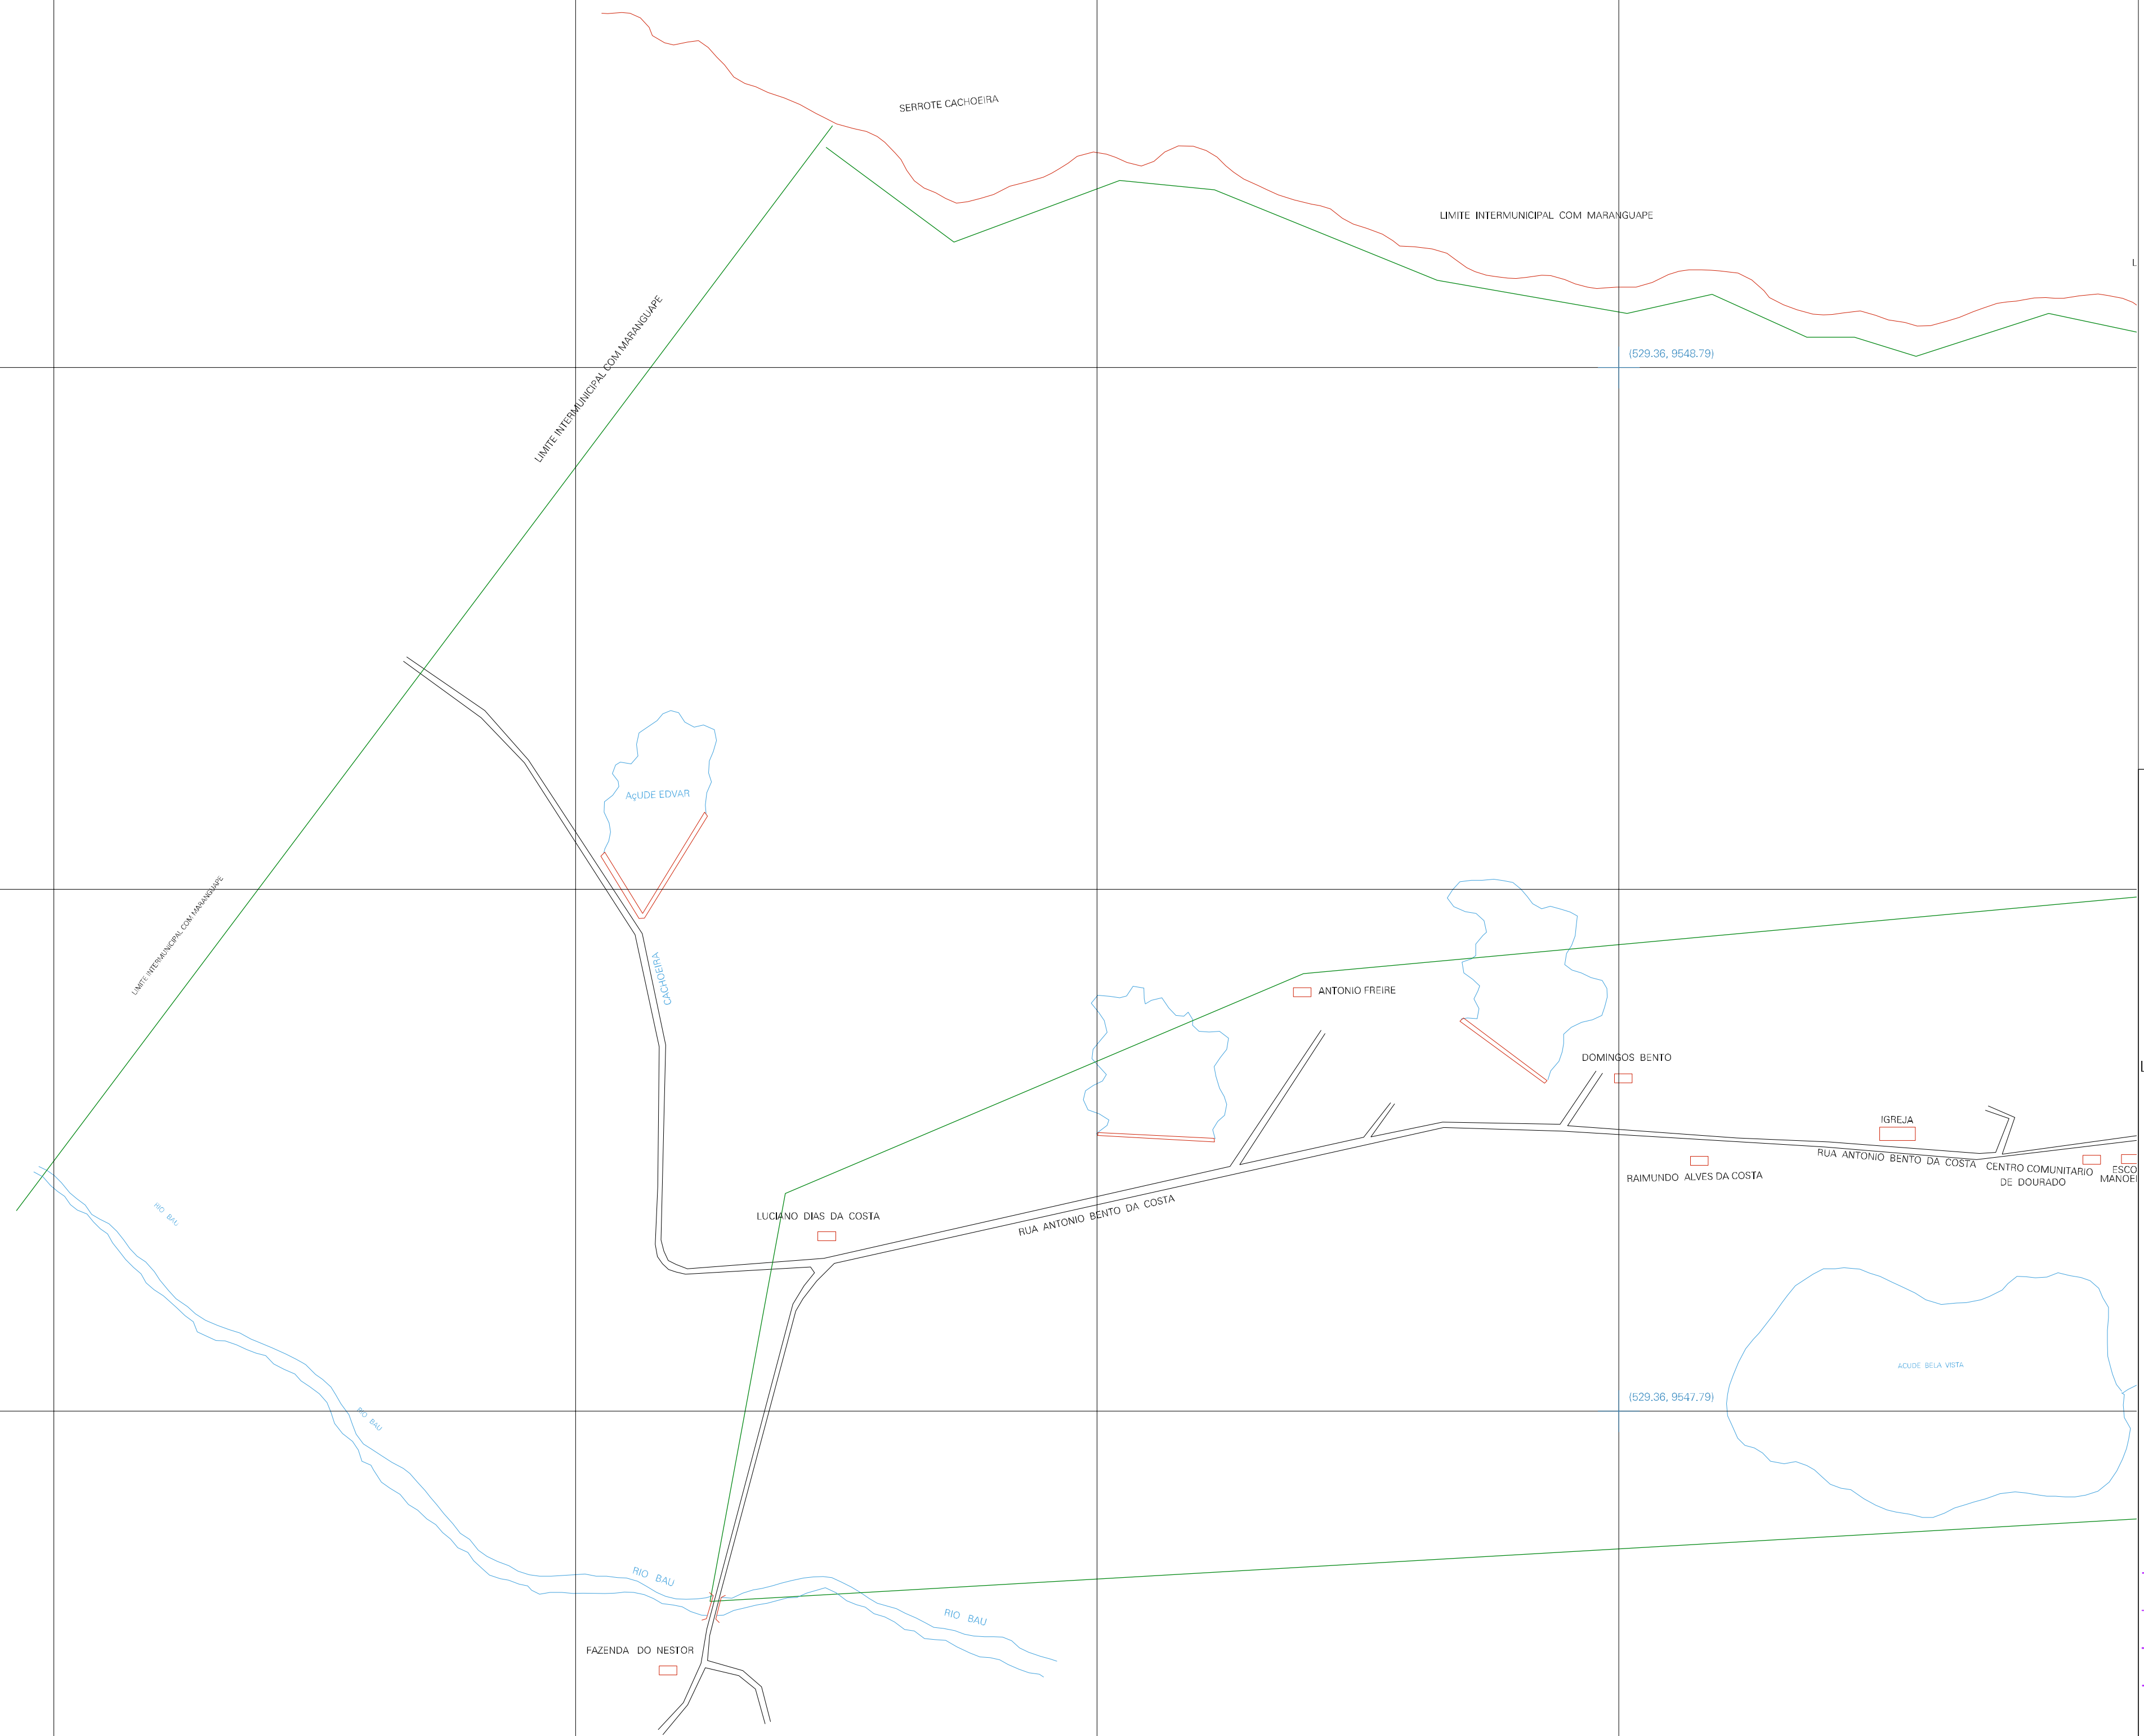 SERROTE CACHOEIRA
LIMITE INTERMUNICIPAL COM MARANGUAPE
L
(529.36, 9548.79)
LIMITE INTERMUNICIPAL COM MARANGUAPE
AçUDE EDVAR
LIMITE INTERMUNICIPAL COM MARANGUAPE
CACHOEIRA
ANTONIO FREIRE
DOMINGOS BENTO
L
IGREJA
RUA ANTONIO BENTO DA COSTA
CENTRO COMUNITARIO
DE DOURADO
ESCO
MANOEL
RAIMUNDO ALVES DA COSTA
RUA ANTONIO BENTO DA COSTA
LUCIANO DIAS DA COSTA
RIO BAU
ACUDE BELA VISTA
(529.36, 9547.79)
RIO BAU
RIO BAU
RIO BAU
FAZENDA DO NESTOR